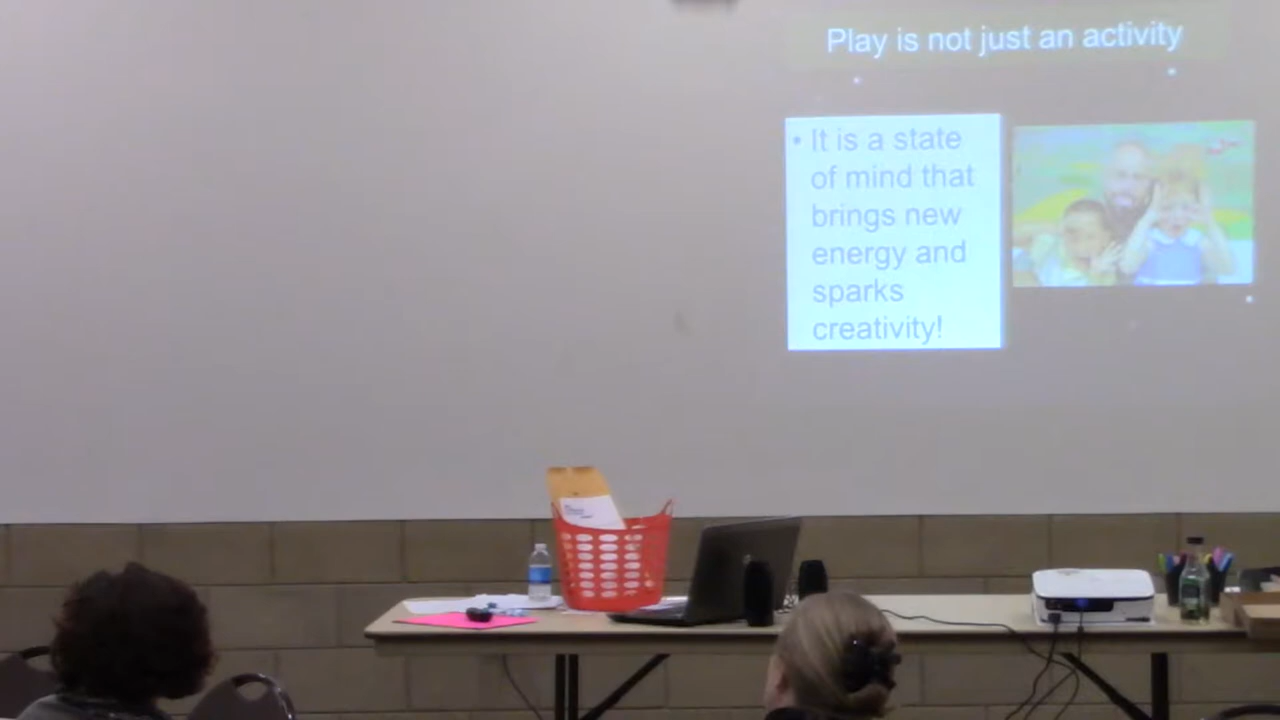 Play is not just an activity
• It is a state
of mind that
brings new
energy and
sparks
creativity!